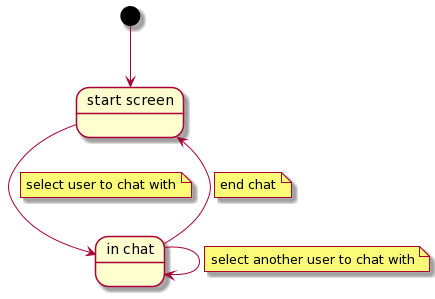 start screen
select user to chat with
end chat
in chat
select another user to chat with